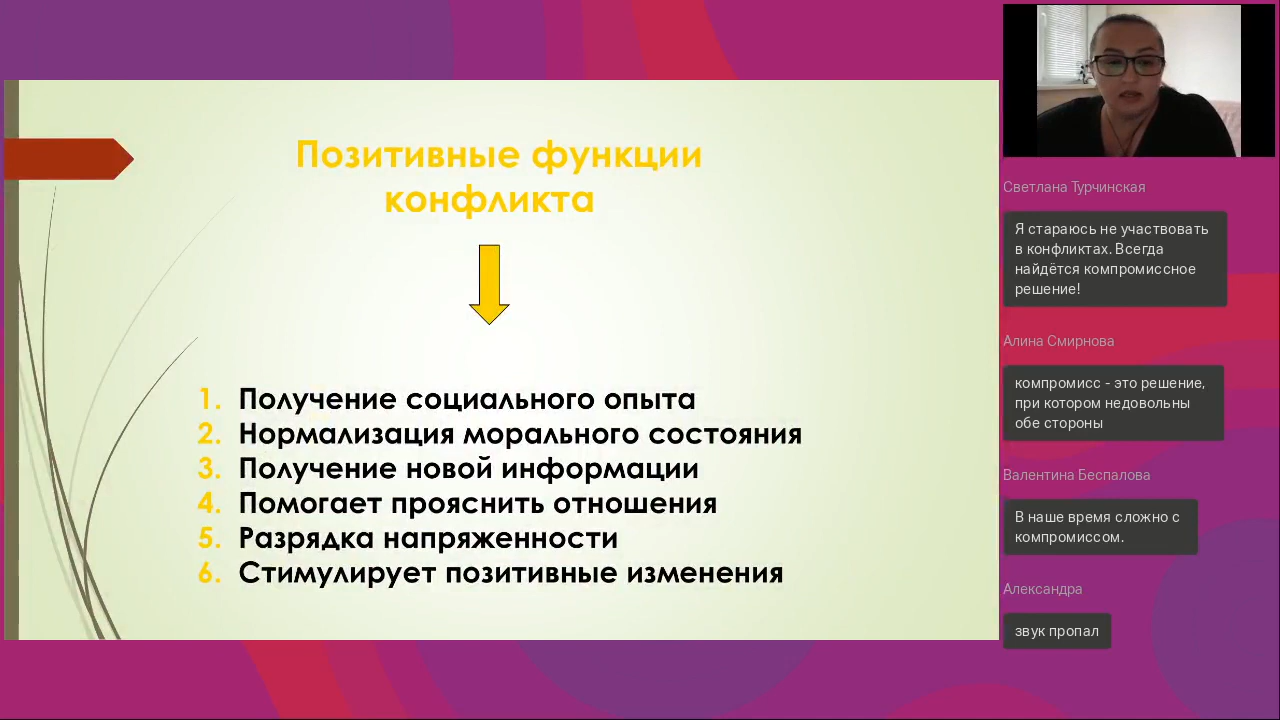 Позитивные функции
конфликта
1. Получение социального опыта
2. Нормализация морального состояния
3. Получение новой информации
4. Помогает прояснить отношения
5. Разрядка напряженности
6. Стимулирует позитивные изменения
Светлана Турчинская
Я стараюсь не участвовать
в конфликтах. Всегда
найдётся компромиссное
решение!
Алина Смирнова
компромисс - это решение,
при котором недовольны
обе стороны
Валентина Беспалова
В наше время сложно с
компромиссом.
Александра
звук пропал